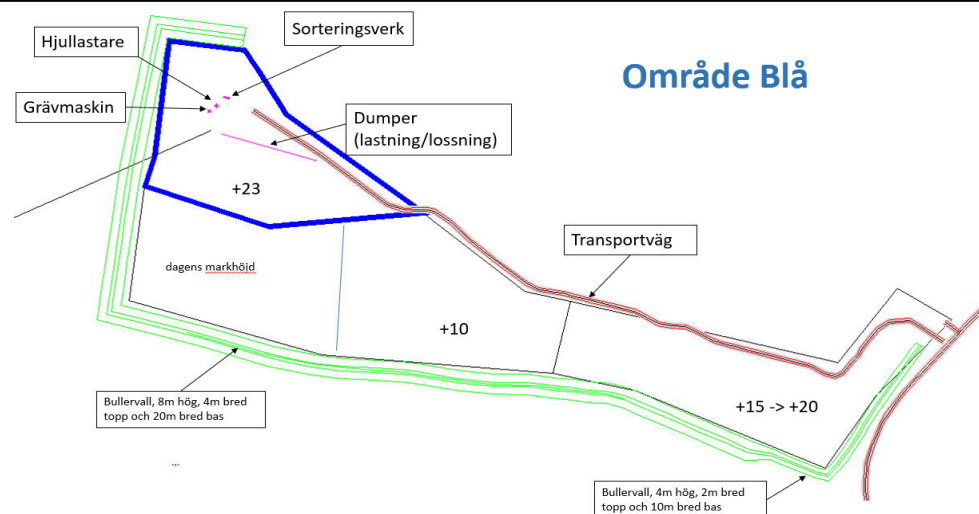 Sorteringsverk
Hjullastare
Område Blå
Grävmaskin
Dumper
(lastning/lossning)
+23
Transportväg
dagens markhöjd
+10
Bullervall, 8m hög, 4m bred
topp och 20m bred bas
+15 -> +20
Bullervall, 4m hög, 2m bred
topp och 10m bred bas